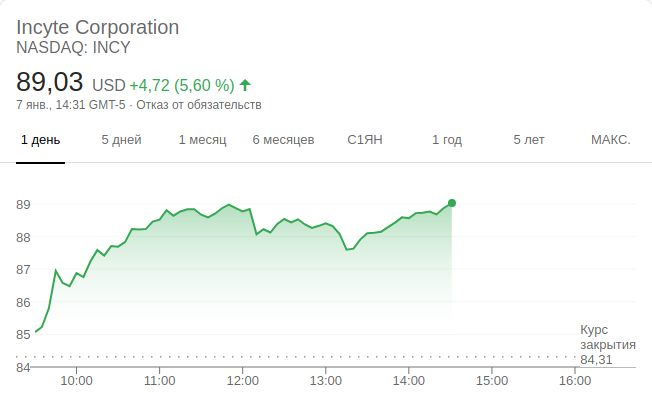 Incyte Corporation
NASDAQ: INCY
89,03 USD +4,72 (5,60 %)
7 янв., 14:31 GMT-5 · Отказ от обязательств
1 день 5 дней 1 месяц 6 месяцев С1ЯН 1 год 5 лет МАКС.
89
88
87
86
85
84
Курс
закрытия
84,31
10:00 11:00 12:00 13:00 14:00 15:00 16:00